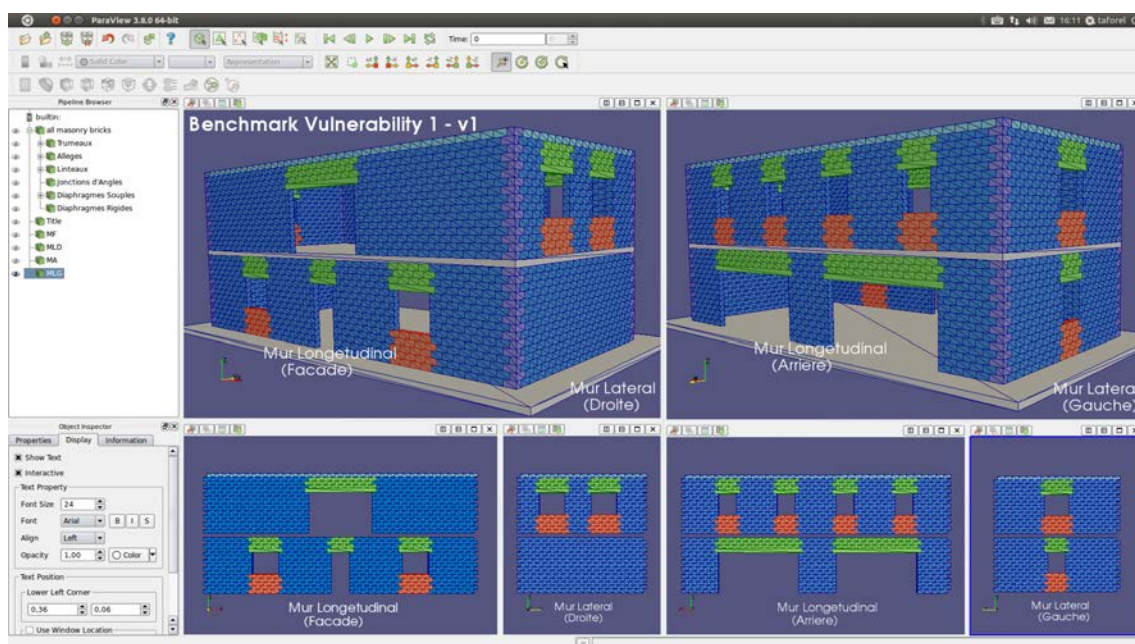 ParaView 3.8.0 64-bit
16:11
taforel
Time: 0
Solid Color
Representation
Pipeline Browser
builtin:
all masonry bricks
Trumeaux
Alleges
Linteaux
Jonctions d'Angles
Diaphragmes Souples
Diaphragmes Rigides
Title
MF
MLD
MA
MLG
Benchmark Vulnerability 1 - v1
Mur Longetudinal
(Facade)
Mur Lateral
(Droite)
Mur Longetudinal
(Arriere)
Mur Lateral
(Gauche)
Object Inspector
Properties Display Information
Show Text
Interactive
Text Property
Font Size 24
Font Arial B I S
Align Left
Opacity 1,00 Color
Text Position
Lower Left Corner
0,36 0,06
Use Window Location
Mur Longetudinal
(Facade)
Mur Lateral
(Droite)
Mur Longetudinal
(Arriere)
Mur Lateral
(Gauche)